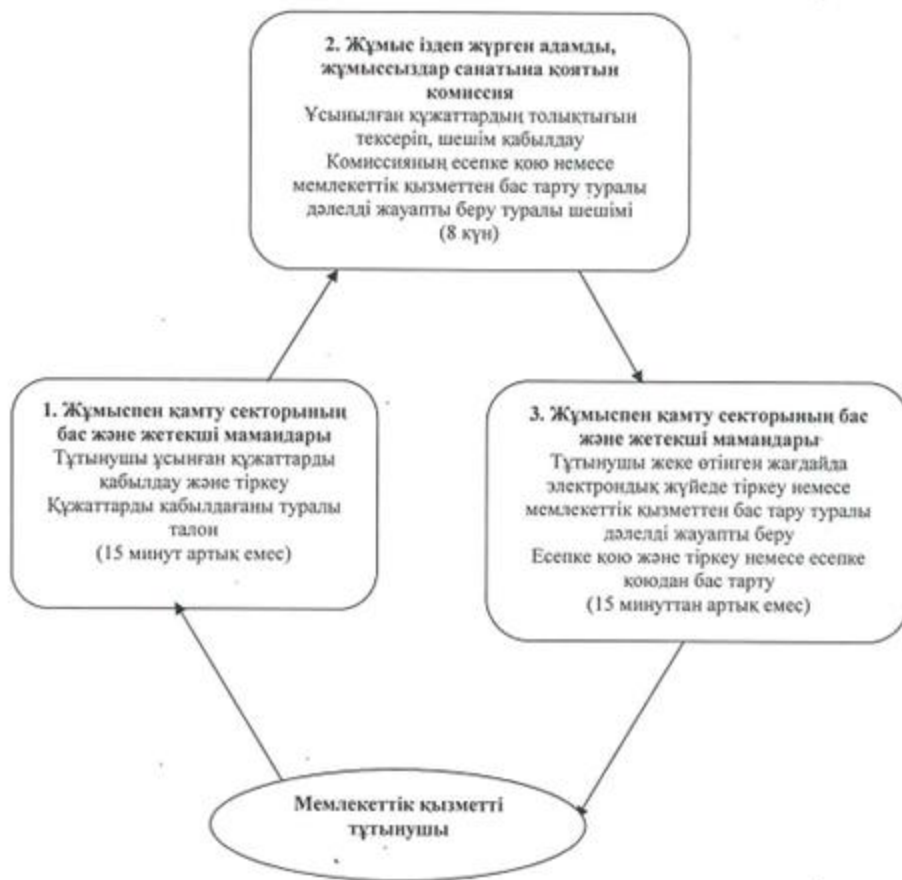 2. Жұмыс іздеп жүрген адамды,
жұмыссыздар санатына қоятын
комиссия
Ұсынылған құжаттардың толықтығын
тексеріп, шешім қабылдау
Комиссияның есепке қою немесе
мемлекеттік қызметтен бас тарту туралы
дәлелді жауапты беру туралы шешімі
(8 күн)
1. Жұмыспен қамту секторының
бас және жетекші мамандары
Тұтынушы ұсынған құжаттарды
қабылдау және тіркеу
Құжаттарды қабылдағаны туралы
талон
(15 минут артық емес)
3. Жұмыспен қамту секторының бас
және жетекші мамандары
Тұтынушы жеке өтінген жағдайда
электрондық жүйеде тіркеу немесе
мемлекеттік қызметтен бас тару туралы
дәлелді жауапты беру
Есепке қою және тіркеу немесе есепке
қоюдан бас тарту
(15 минуттан артық емес)
Мемлекеттік қызметті
тұтынушы